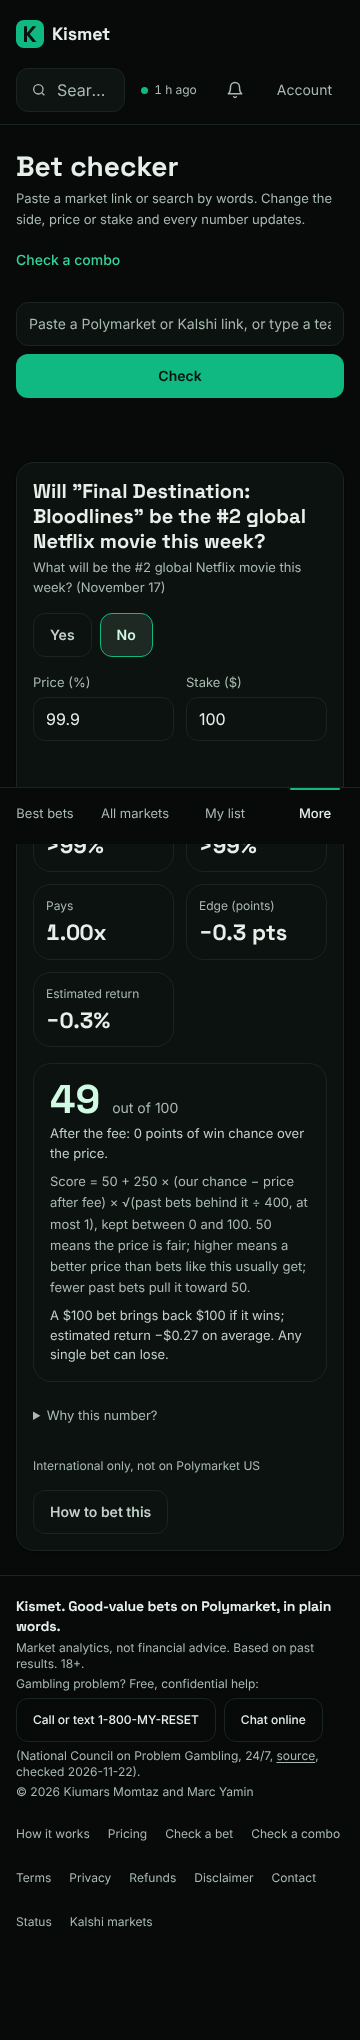 Kismet
Sear...
1 h ago
Account
Bet checker
Paste a market link or search by words. Change the
side, price or stake and every number updates.
Check a combo
Paste a Polymarket or Kalshi link, or type a tea
Check
Will "Final Destination:
Bloodlines" be the #2 global
Netflix movie this week?
What will be the #2 global Netflix movie this
week? (November 17)
Yes
No
Price (%)
Stake ($)
99.9
100
Best bets
All markets
My list
More
>99%
>99%
Pays
1.00x
Edge (points)
−0.3 pts
Estimated return
−0.3%
49 out of 100
After the fee: 0 points of win chance over
the price.
Score = 50 + 250 × (our chance − price
after fee) × √(past bets behind it ÷ 400, at
most 1), kept between 0 and 100. 50
means the price is fair; higher means a
better price than bets like this usually get;
fewer past bets pull it toward 50.
A $100 bet brings back $100 if it wins;
estimated return −$0.27 on average. Any
single bet can lose.
Why this number?
International only, not on Polymarket US
How to bet this
Kismet. Good-value bets on Polymarket, in plain
words.
Market analytics, not financial advice. Based on past
results. 18+.
Gambling problem? Free, confidential help:
Call or text 1-800-MY-RESET
Chat online
(National Council on Problem Gambling, 24/7, source,
checked 2026-11-22).
© 2026 Kiumars Momtaz and Marc Yamin
How it works
Pricing
Check a bet
Check a combo
Terms
Privacy
Refunds
Disclaimer
Contact
Status
Kalshi markets